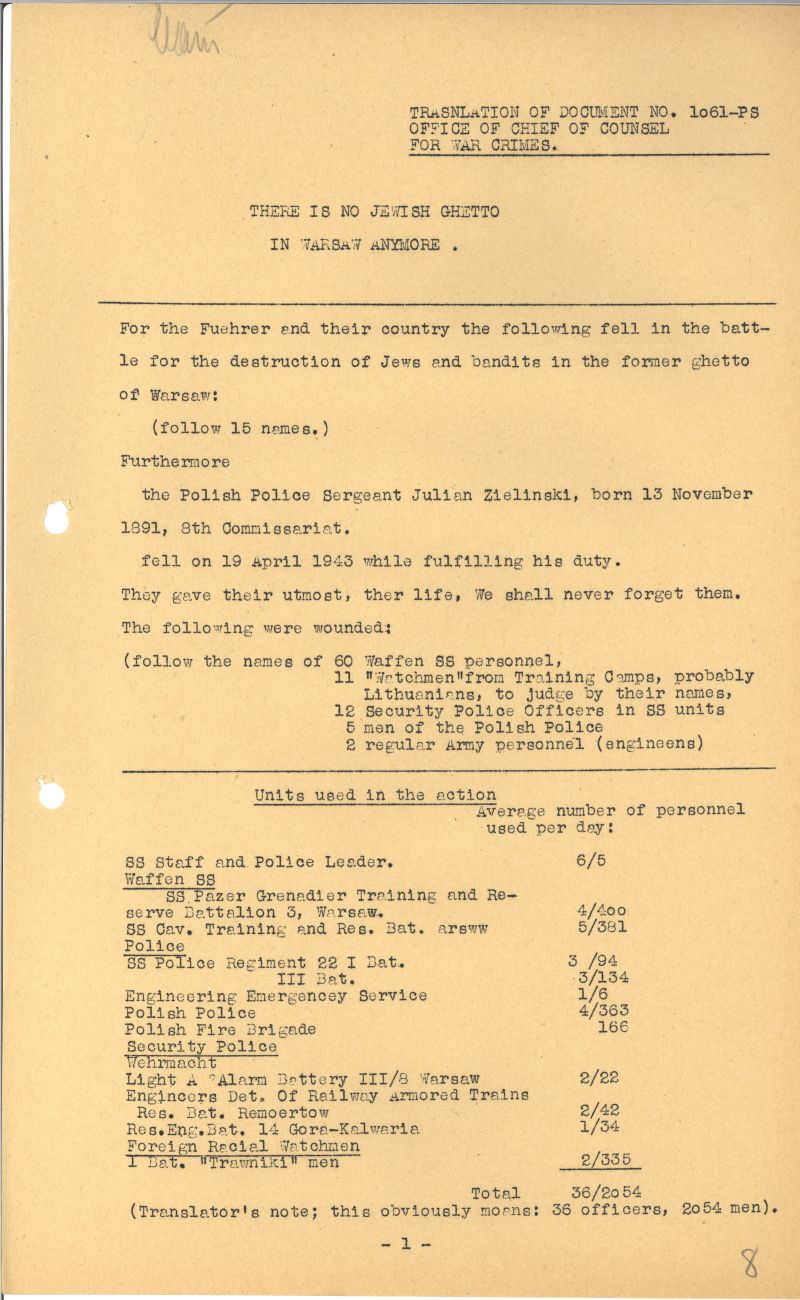 TRASNLATION OF DOCUMENT NO. 1o61-PS
OFFICE OF CHIEF OF COUNSEL
FOR WAR CRIMES.
THERE IS NO JEWISH GHETTO
IN WARSAW ANYMORE .
For the Fuehrer and their country the following fell in the batt-
le for the destruction of Jews and bandits in the former ghetto
of Warsaw:
(follow 15 names.)
Furthermore
the Polish Police Sergeant Julian Zielinski, born 13 November
1891, 8th Commissariat.
fell on 19 April 1943 while fulfilling his duty.
They gave their utmost, ther life, We shall never forget them.
The following were wounded:
(follow the names of 60 Waffen SS personnel,
11 "Watchmen"from Training Camps, probably
Lithuanians, to judge by their names,
12 Security Police Officers in SS units
5 men of the Polish Police
2 regular Army personnel (engineens)
Units used in the action
Average number of personnel
used per day:
SS Staff and Police Leader. 6/5
Waffen SS
SS Pazer Grenadier Training and Re-
serve Battalion 3, Warsaw. 4/4oo
SS Cav. Training and Res. Bat. arsww 5/381
Police
SS Police Regiment 22 I Bat. 3 /94
III Bat. 3/134
Engineering Emergencey Service 1/6
Polish Police 4/363
Polish Fire Brigade 166
Security Police
Wehrmacht
Light A Alarm Battery III/8 Warsaw 2/22
Engineers Det. Of Railway Armored Trains
Res. Bat. Remoertow 2/42
Res.Eng.Bat. 14 Gora-Kalwaria 1/34
Foreign Racial Watchmen
I Bat. "Trawniki" men 2/335
Total 36/2o54
(Translator's note; this obviously moans: 36 officers, 2o54 men).
- 1 -
8